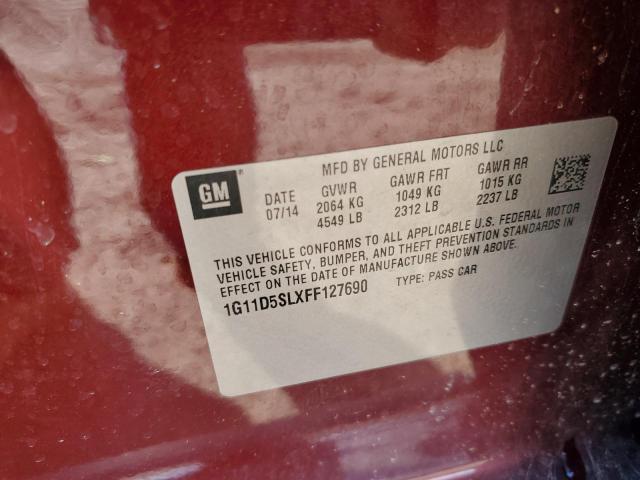 GM
MFD BY GENERAL MOTORS LLC
DATE GVWR GAWR FRT GAWR RR
07/14 2064 KG 1049 KG 1015 KG
4549 LB 2312 LB 2237 LB
THIS VEHICLE CONFORMS TO ALL APPLICABLE U.S. FEDERAL MOTOR
VEHICLE SAFETY, BUMPER, AND THEFT PREVENTION STANDARDS IN
EFFECT ON THE DATE OF MANUFACTURE SHOWN ABOVE.
1G11D5SLXFF127690 TYPE: PASS CAR